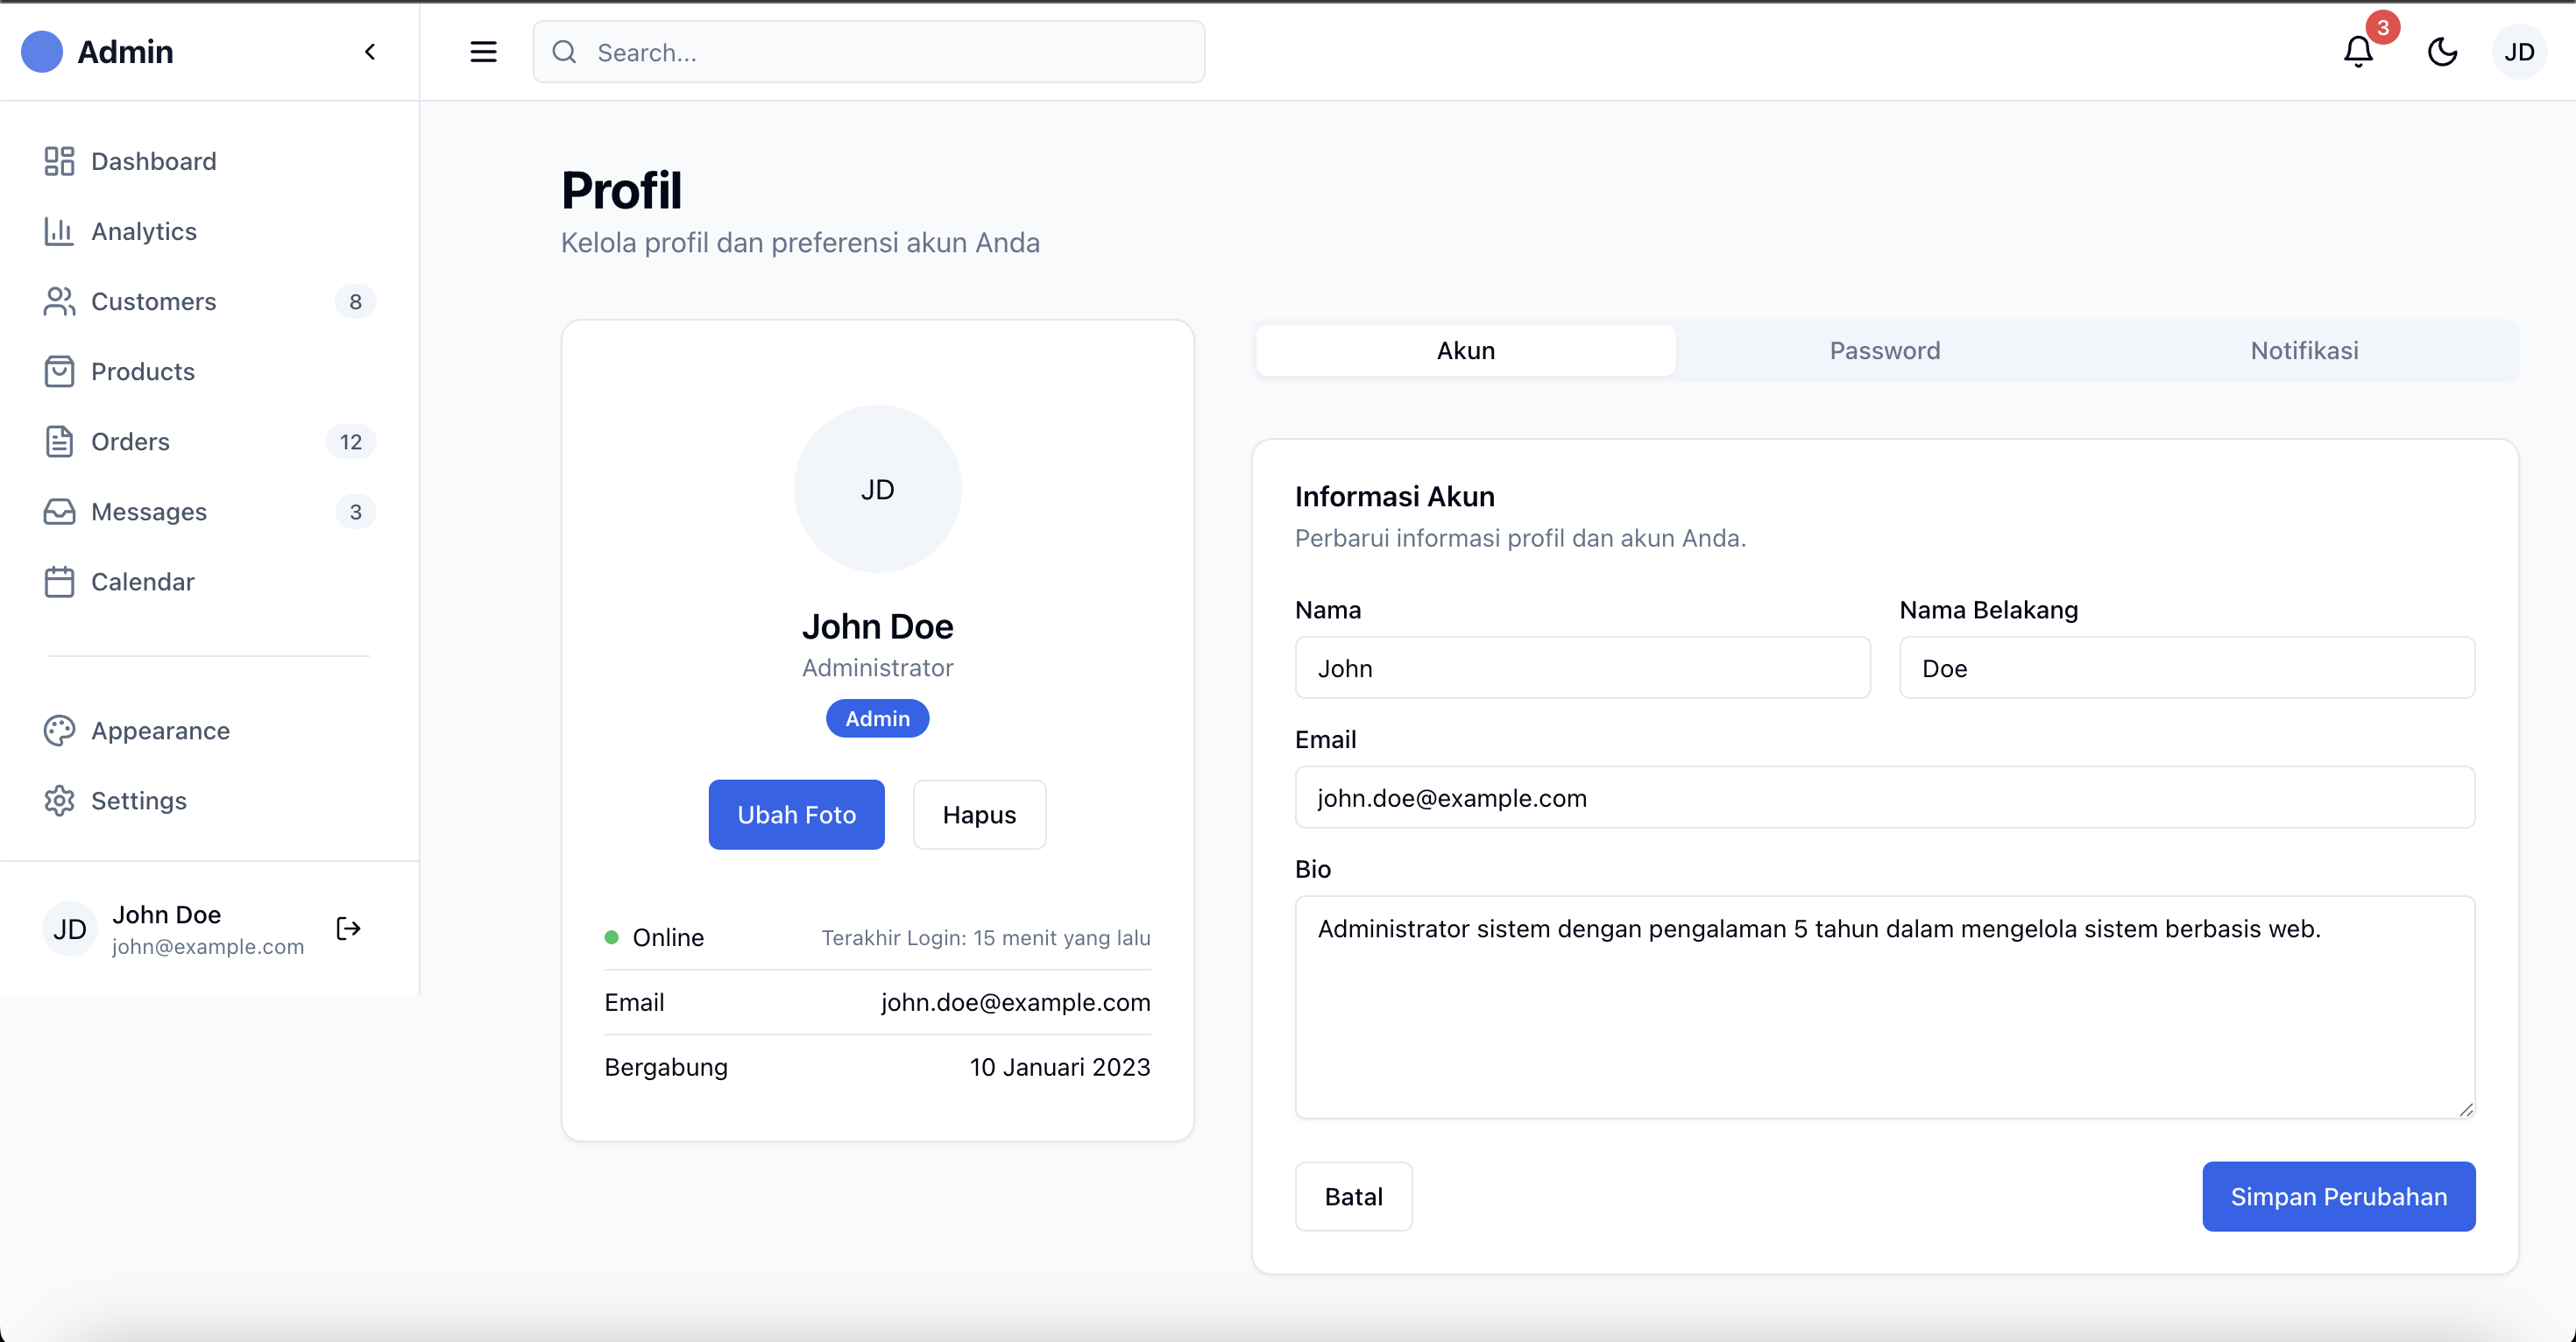 Admin
Search...
3
JD
Dashboard
Analytics
Customers 8
Products
Orders 12
Messages 3
Calendar
Appearance
Settings
JD
John Doe
john@example.com
Profil
Kelola profil dan preferensi akun Anda
JD
John Doe
Administrator
Admin
Ubah Foto Hapus
Online Terakhir Login: 15 menit yang lalu
Email john.doe@example.com
Bergabung 10 Januari 2023
Akun Password Notifikasi
Informasi Akun
Perbarui informasi profil dan akun Anda.
Nama Nama Belakang
John Doe
Email
john.doe@example.com
Bio
Administrator sistem dengan pengalaman 5 tahun dalam mengelola sistem berbasis web.
Batal Simpan Perubahan